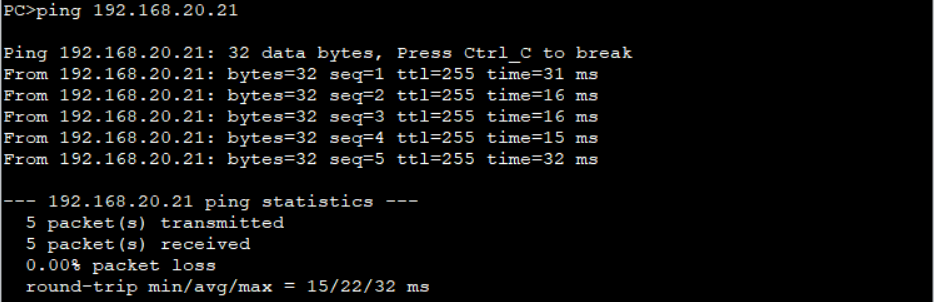 PC>ping 192.168.20.21
Ping 192.168.20.21: 32 data bytes, Press Ctrl_C to break
From 192.168.20.21: bytes=32 seq=1 ttl=255 time=31 ms
From 192.168.20.21: bytes=32 seq=2 ttl=255 time=16 ms
From 192.168.20.21: bytes=32 seq=3 ttl=255 time=16 ms
From 192.168.20.21: bytes=32 seq=4 ttl=255 time=15 ms
From 192.168.20.21: bytes=32 seq=5 ttl=255 time=32 ms
--- 192.168.20.21 ping statistics ---
5 packet(s) transmitted
5 packet(s) received
0.00% packet loss
round-trip min/avg/max = 15/22/32 ms